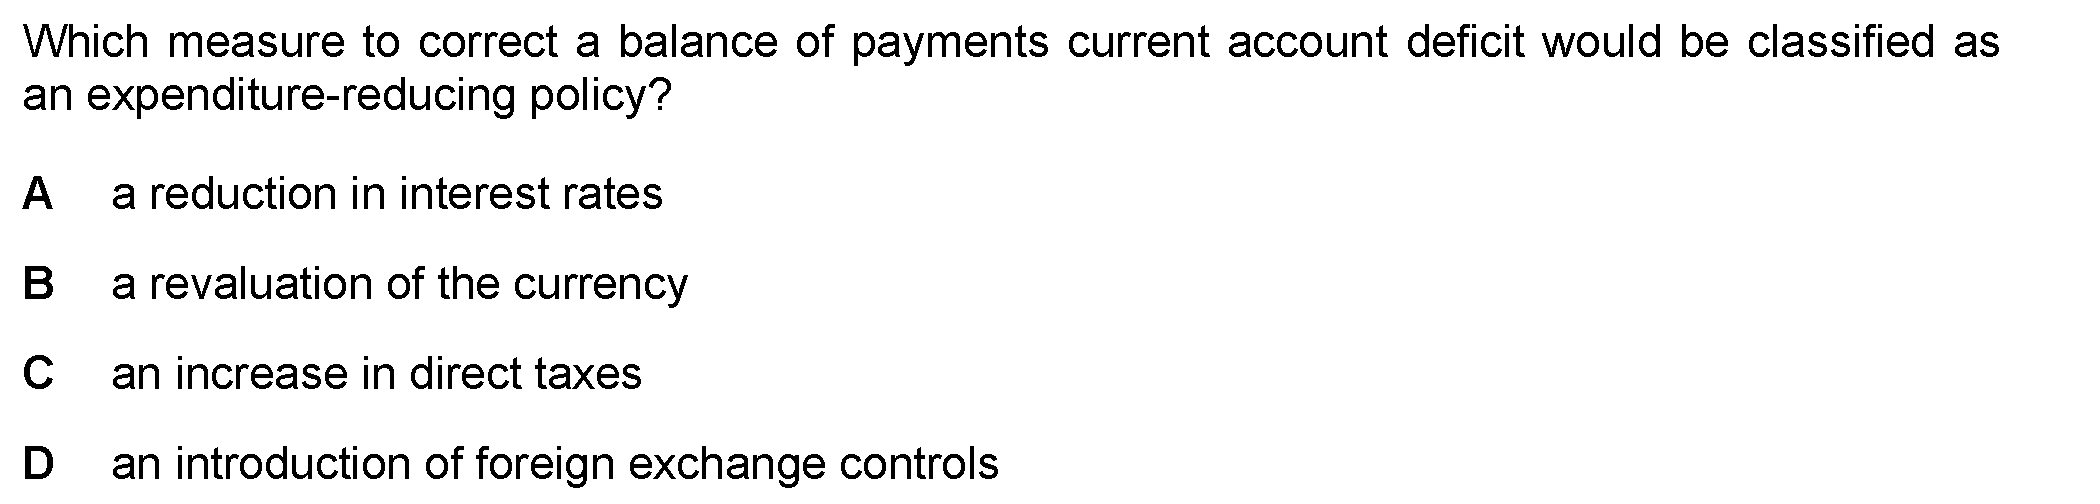 Which measure to correct a balance of payments current account deficit would be classified as
an expenditure-reducing policy?
A a reduction in interest rates
B a revaluation of the currency
C an increase in direct taxes
D an introduction of foreign exchange controls